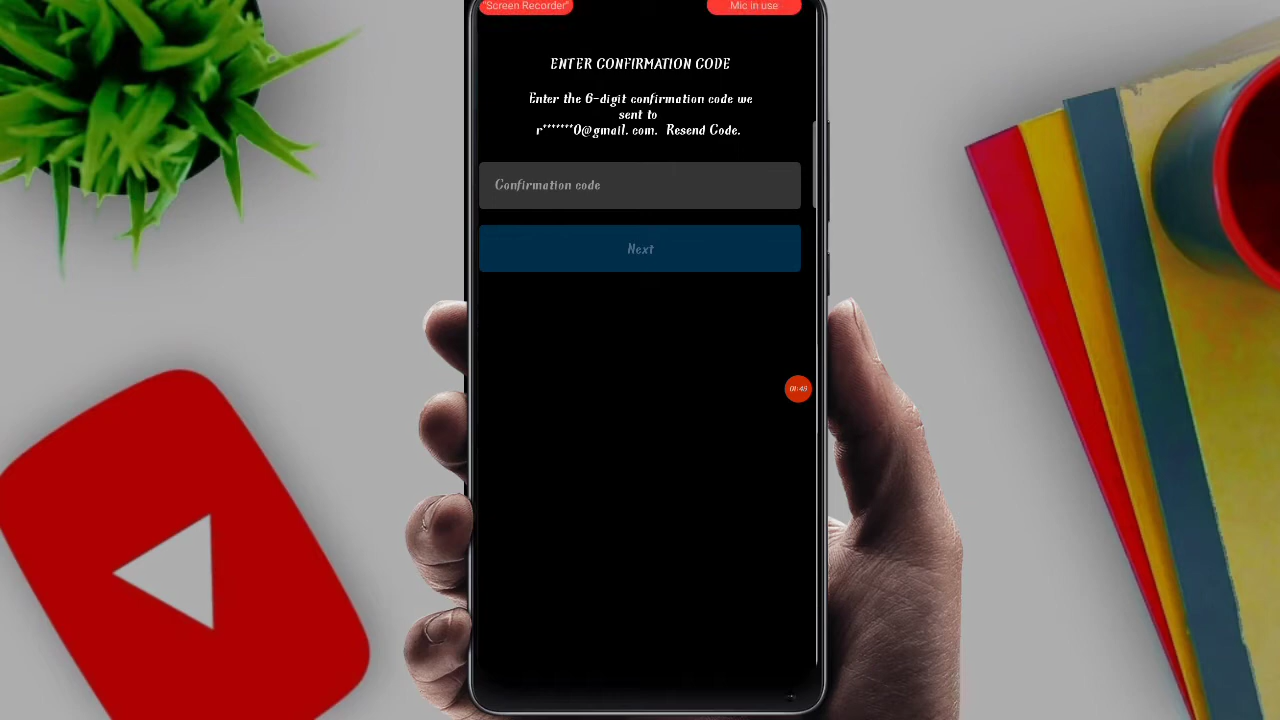 "Screen Recorder"
Mic in use
ENTER CONFIRMATION CODE
Enter the 6-digit confirmation code we
sent to
r*******0@gmail. com. Resend Code.
Confirmation code
Next